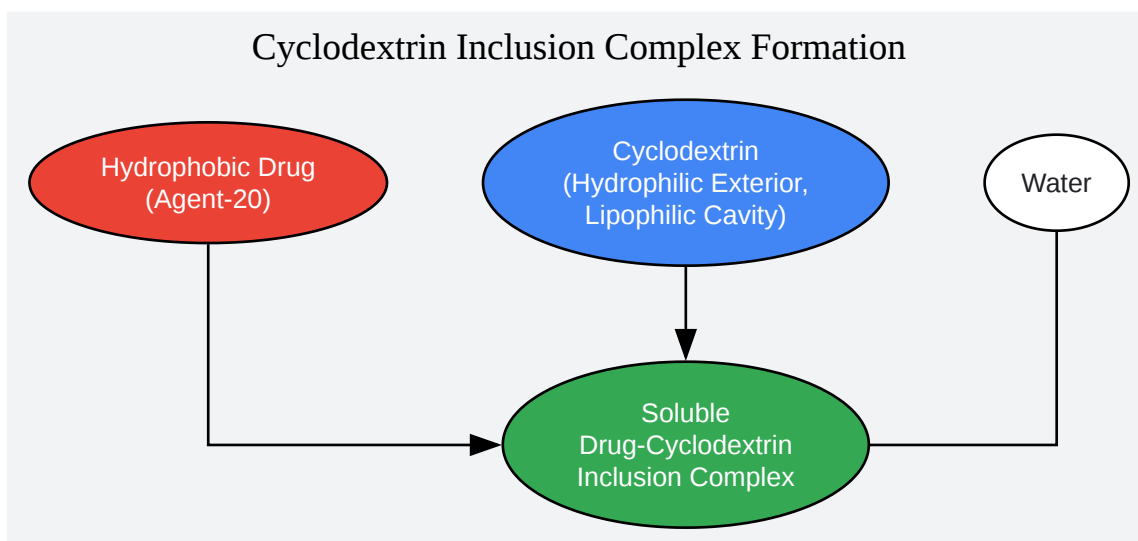 Cyclodextrin Inclusion Complex Formation
Hydrophobic Drug
(Agent-20)
Cyclodextrin
(Hydrophilic Exterior,
Lipophilic Cavity)
Water
Soluble
Drug-Cyclodextrin
Inclusion Complex